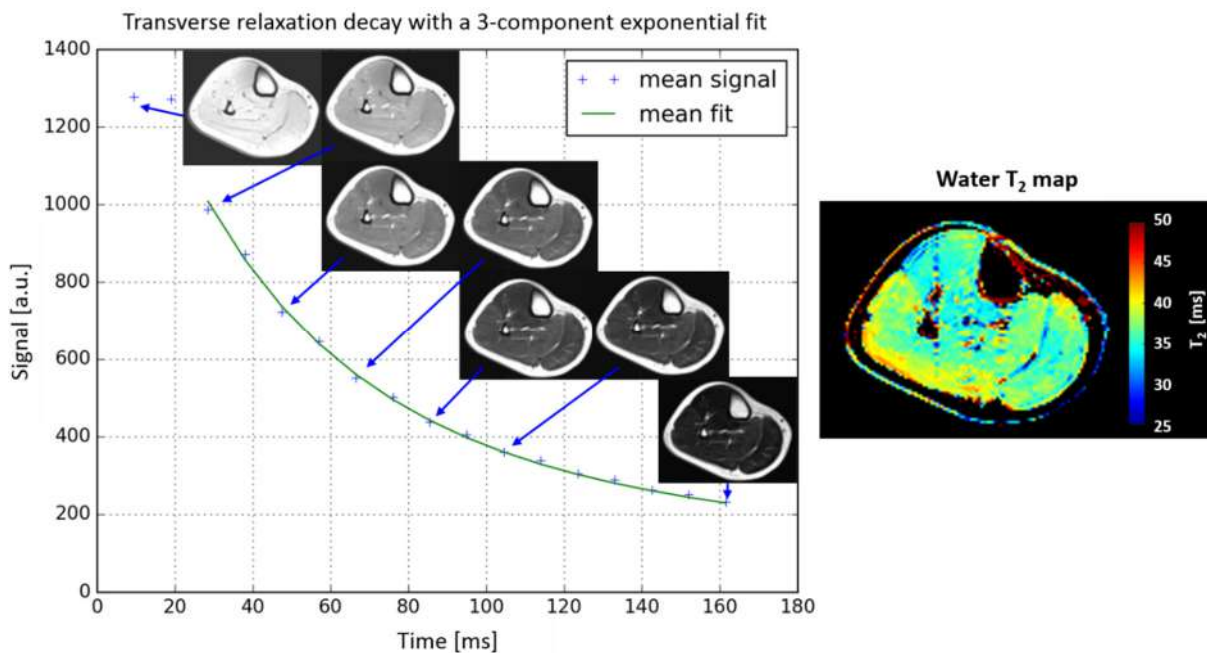 Transverse relaxation decay with a 3-component exponential fit
1400
1200
1000
800
600
400
200
0
Signal [a.u.]
0 20 40 60 80 100 120 140 160 180
Time [ms]
mean signal
mean fit
Water T₂ map
50
45
40
35
30
25
T₂ [ms]